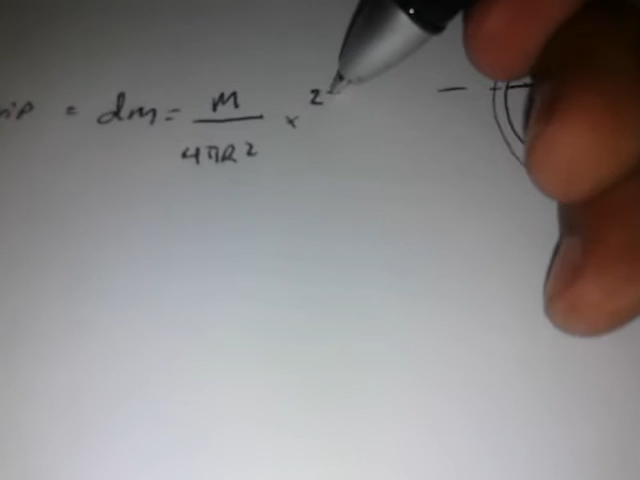 = dm = M / 4πR² × 2